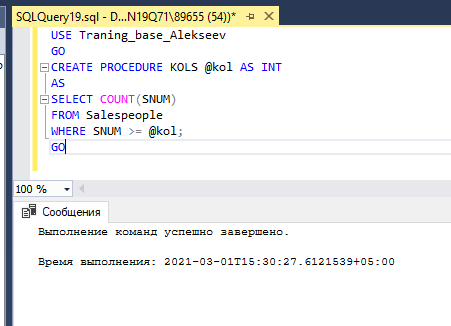 SQLQuery19.sql - D...N19Q71\89655 (54))*
USE Traning_base_Alekseev
GO
CREATE PROCEDURE KOLS @kol AS INT
AS
SELECT COUNT(SNUM)
FROM Salespeople
WHERE SNUM >= @kol;
GO
100 %
Сообщения
Выполнение команд успешно завершено.
Время выполнения: 2021-03-01T15:30:27.6121539+05:00